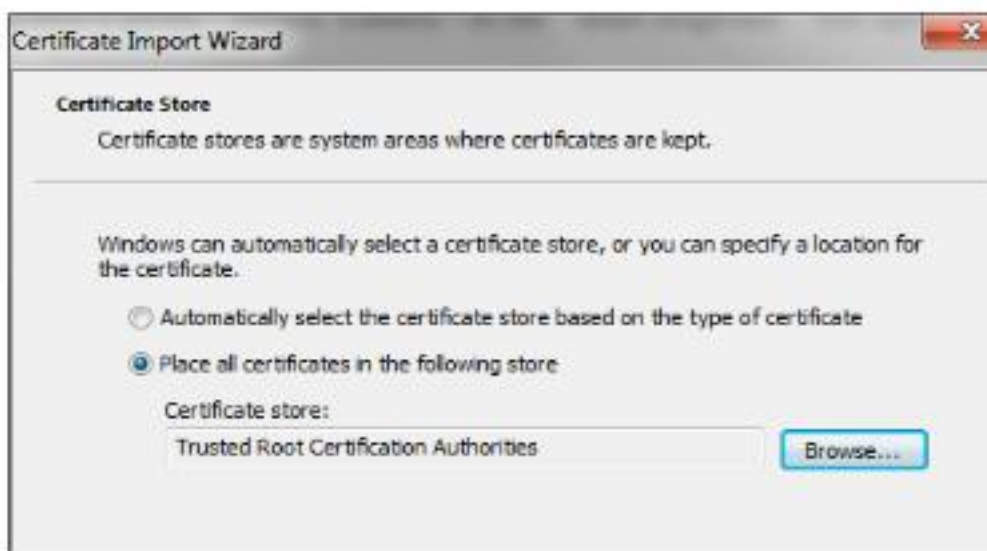 Certificate Import Wizard
Certificate Store
Certificate stores are system areas where certificates are kept.
Windows can automatically select a certificate store, or you can specify a location for
the certificate.
Automatically select the certificate store based on the type of certificate
Place all certificates in the following store
Certificate store:
Trusted Root Certification Authorities
Browse...